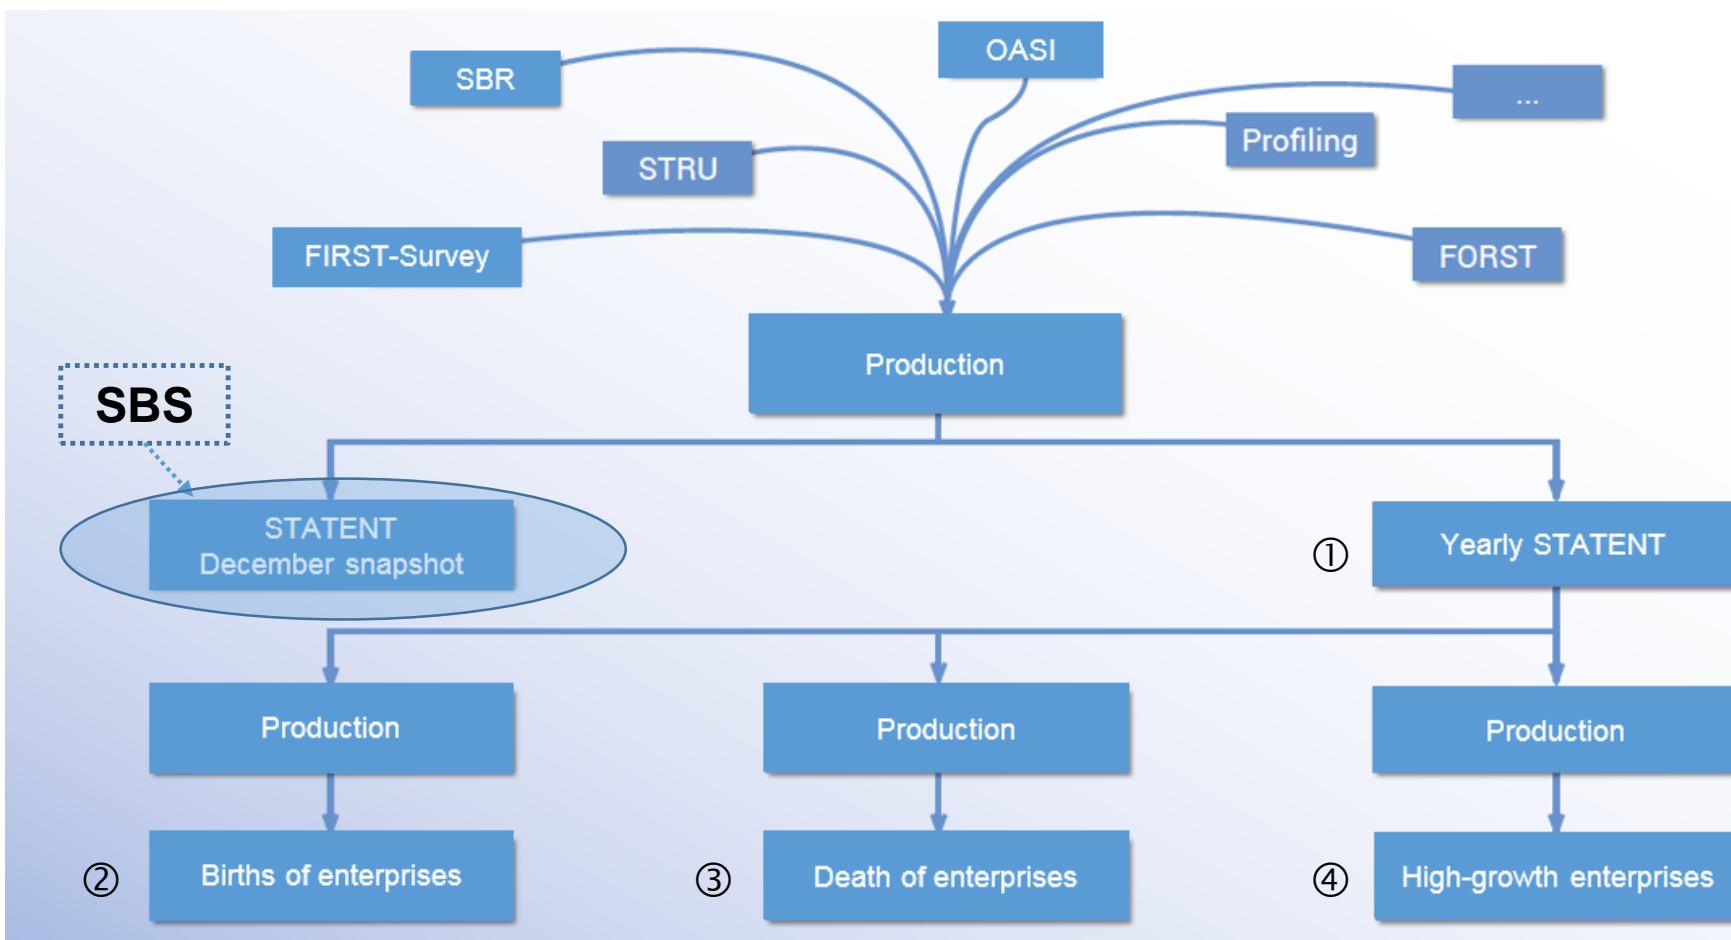 OASI
SBR
...
Profiling
STRU
FIRST-Survey
FORST
Production
SBS
STATENT
December snapshot
① Yearly STATENT
Production
Production
Production
② Births of enterprises
③ Death of enterprises
④ High-growth enterprises